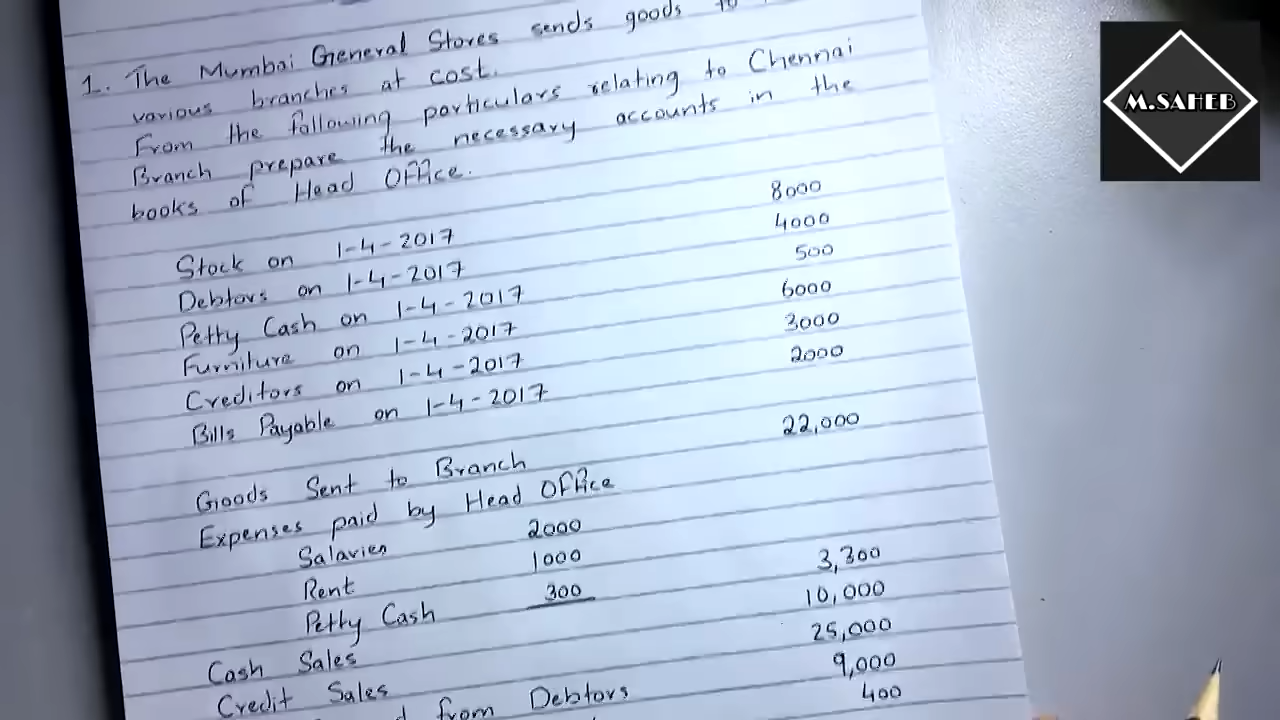 1. The Mumbai General Stores sends goods to
various branches at cost.
From the following particulars relating to Chennai
Branch prepare the necessary accounts in the
books of Head Office.
Stock on 1-4-2017 8000
Debtors on 1-4-2017 4000
Petty Cash on 1-4-2017 500
Furniture on 1-4-2017 6000
Creditors on 1-4-2017 3000
Bills Payable on 1-4-2017 2000
Goods Sent to Branch 22,000
Expenses paid by Head Office
Salaries 2000
Rent 1000
Petty Cash 300 3,300
Cash Sales 10,000
Credit Sales 25,000
from Debtors 9,000
400
M.SAHEB